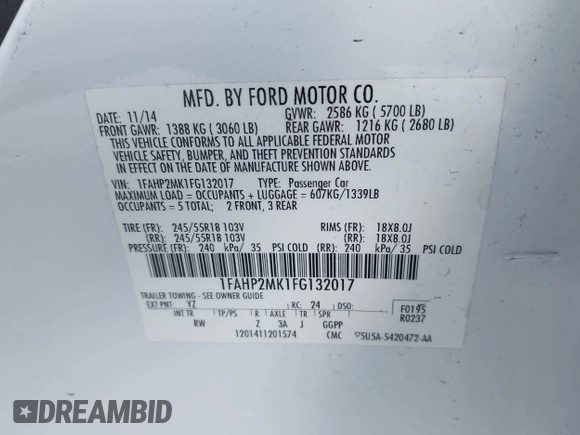 MFD. BY FORD MOTOR CO.
DATE: 11/14 GVWR: 2586 KG ( 5700 LB)
FRONT GAWR: 1388 KG ( 3060 LB) REAR GAWR: 1216 KG ( 2680 LB)
THIS VEHICLE CONFORMS TO ALL APPLICABLE FEDERAL MOTOR
VEHICLE SAFETY, BUMPER, AND THEFT PREVENTION STANDARDS
IN EFFECT ON THE DATE OF MANUFACTURE SHOWN ABOVE.
VIN: 1FAHP2MK1FG132017 TYPE: Passenger Car
MAXIMUM LOAD = OCCUPANTS + LUGGAGE = 607KG/1339LB
OCCUPANTS = 5 TOTAL; 2 FRONT, 3 REAR
TIRE (FR): 245/55R18 103V RIMS (FR): 18X8.0J
(RR): 245/55R18 103V (RR): 18X8.0J
PRESSURE (FR): 240 kPa/ 35 PSI COLD (RR): 240 kPa/ 35 PSI COLD
1FAHP2MK1FG132017
TRAILER TOWING - SEE OWNER GUIDE
EXT PNT: YZ RC: 24 DSO: F0195
INT TR TP/PS R AXLE TR SPR R0237
RW Z 3A J GGPP
1201411201574 CMC 5U5A-5420472-AA
DREAMBID